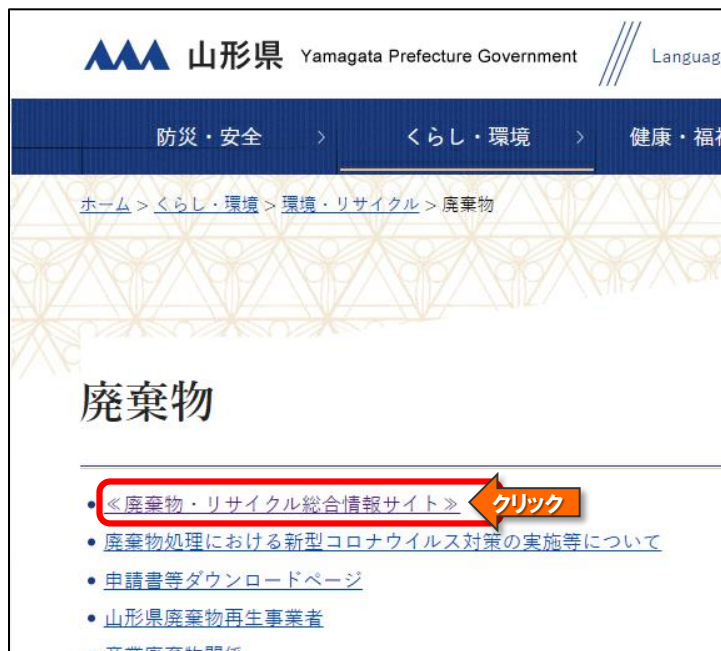 山形県 Yamagata Prefecture Government Languag
防災・安全 > くらし・環境 > 健康・福祉
ホーム > くらし・環境 > 環境・リサイクル > 廃棄物
廃棄物
• ≪廃棄物・リサイクル総合情報サイト≫ クリック
• 廃棄物処理における新型コロナウイルス対策の実施等について
• 申請書等ダウンロードページ
• 山形県廃棄物再生事業者